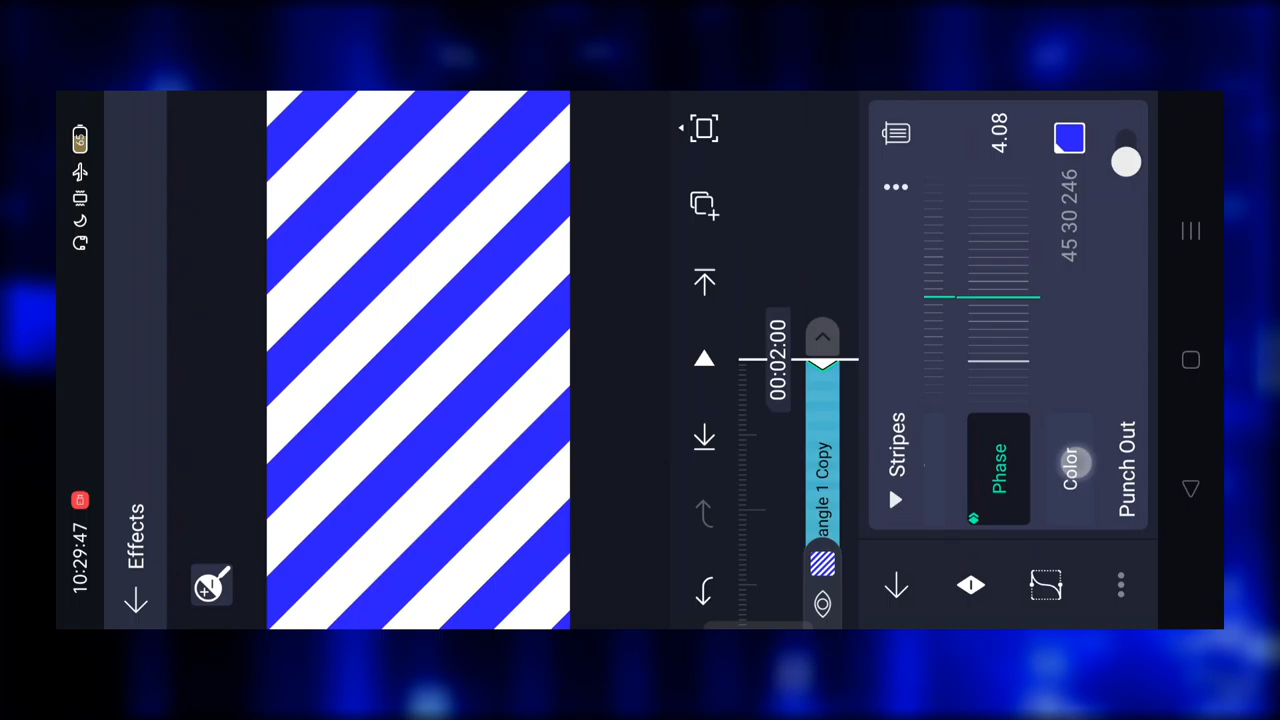 10:29:47
65
Effects
00:02:00
angle 1 Copy
Stripes
Phase
4.08
Color
45 30 246
Punch Out